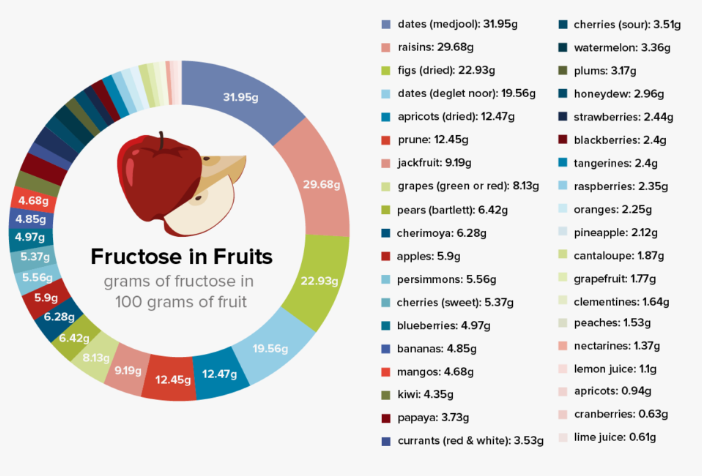 31.95g
29.68g
22.93g
19.56g
12.47g
12.45g
9.19g
8.13g
6.42g
6.28g
5.9g
5.56g
5.37g
4.97g
4.85g
4.68g
Fructose in Fruits
grams of fructose in
100 grams of fruit
dates (medjool): 31.95g
raisins: 29.68g
figs (dried): 22.93g
dates (deglet noor): 19.56g
apricots (dried): 12.47g
prune: 12.45g
jackfruit: 9.19g
grapes (green or red): 8.13g
pears (bartlett): 6.42g
cherimoya: 6.28g
apples: 5.9g
persimmons: 5.56g
cherries (sweet): 5.37g
blueberries: 4.97g
bananas: 4.85g
mangos: 4.68g
kiwi: 4.35g
papaya: 3.73g
currants (red & white): 3.53g
cherries (sour): 3.51g
watermelon: 3.36g
plums: 3.17g
honeydew: 2.96g
strawberries: 2.44g
blackberries: 2.4g
tangerines: 2.4g
raspberries: 2.35g
oranges: 2.25g
pineapple: 2.12g
cantaloupe: 1.87g
grapefruit: 1.77g
clementines: 1.64g
peaches: 1.53g
nectarines: 1.37g
lemon juice: 1.1g
apricots: 0.94g
cranberries: 0.63g
lime juice: 0.61g